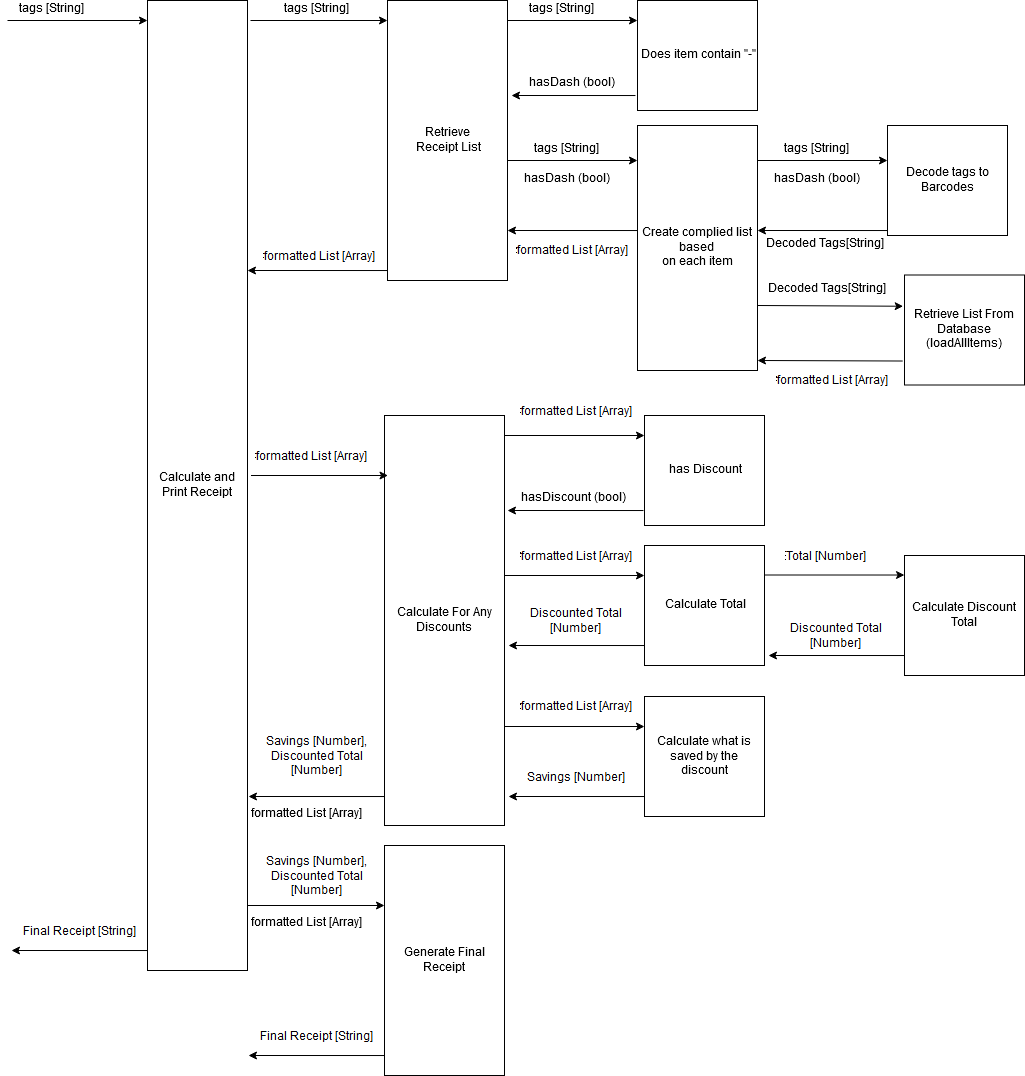 tags [String]
tags [String]
tags [String]
Does item contain "-"
hasDash (bool)
Retrieve
Receipt List
tags [String]
hasDash (bool)
tags [String]
hasDash (bool)
Decode tags to
Barcodes
Create complied list
based
on each item
:formatted List [Array]
:formatted List [Array]
Decoded Tags[String]
Decoded Tags[String]
Retrieve List From
Database
(loadAllItems)
:formatted List [Array]
Calculate and
Print Receipt
:formatted List [Array]
:formatted List [Array]
has Discount
hasDiscount (bool)
Calculate For Any
Discounts
:formatted List [Array]
Calculate Total
:Total [Number]
Calculate Discount
Total
Discounted Total
[Number]
Discounted Total
[Number]
:formatted List [Array]
Calculate what is
saved by the
discount
Savings [Number]
Savings [Number],
Discounted Total
[Number]
formatted List [Array]
Savings [Number],
Discounted Total
[Number]
formatted List [Array]
Final Receipt [String]
Generate Final
Receipt
Final Receipt [String]